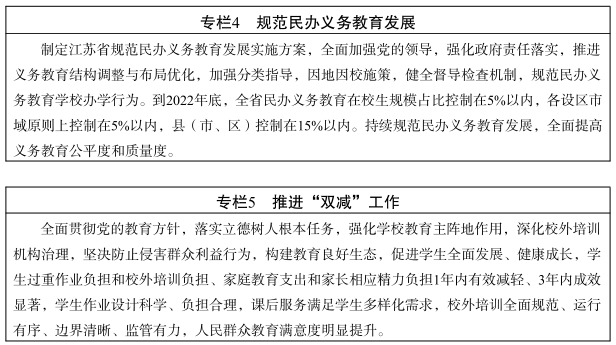 专栏4 规范民办义务教育发展
制定江苏省规范民办义务教育发展实施方案，全面加强党的领导，强化政府责任落实，推进
义务教育结构调整与布局优化，加强分类指导，因地因校施策，健全督导检查机制，规范民办义
务教育学校办学行为。到2022年底，全省民办义务教育在校生规模占比控制在5%以内，各设区市
域原则上控制在5%以内，县（市、区）控制在15%以内。持续规范民办义务教育发展，全面提高
义务教育公平度和质量度。
专栏5 推进“双减”工作
全面贯彻党的教育方针，落实立德树人根本任务，强化学校教育主阵地作用，深化校外培训
机构治理，坚决防止侵害群众利益行为，构建教育良好生态，促进学生全面发展、健康成长，学
生过重作业负担和校外培训负担、家庭教育支出和家长相应精力负担1年内有效减轻、3年内成效
显著，学生作业设计科学、负担合理，课后服务满足学生多样化需求，校外培训全面规范、运行
有序、边界清晰、监管有力，人民群众教育满意度明显提升。